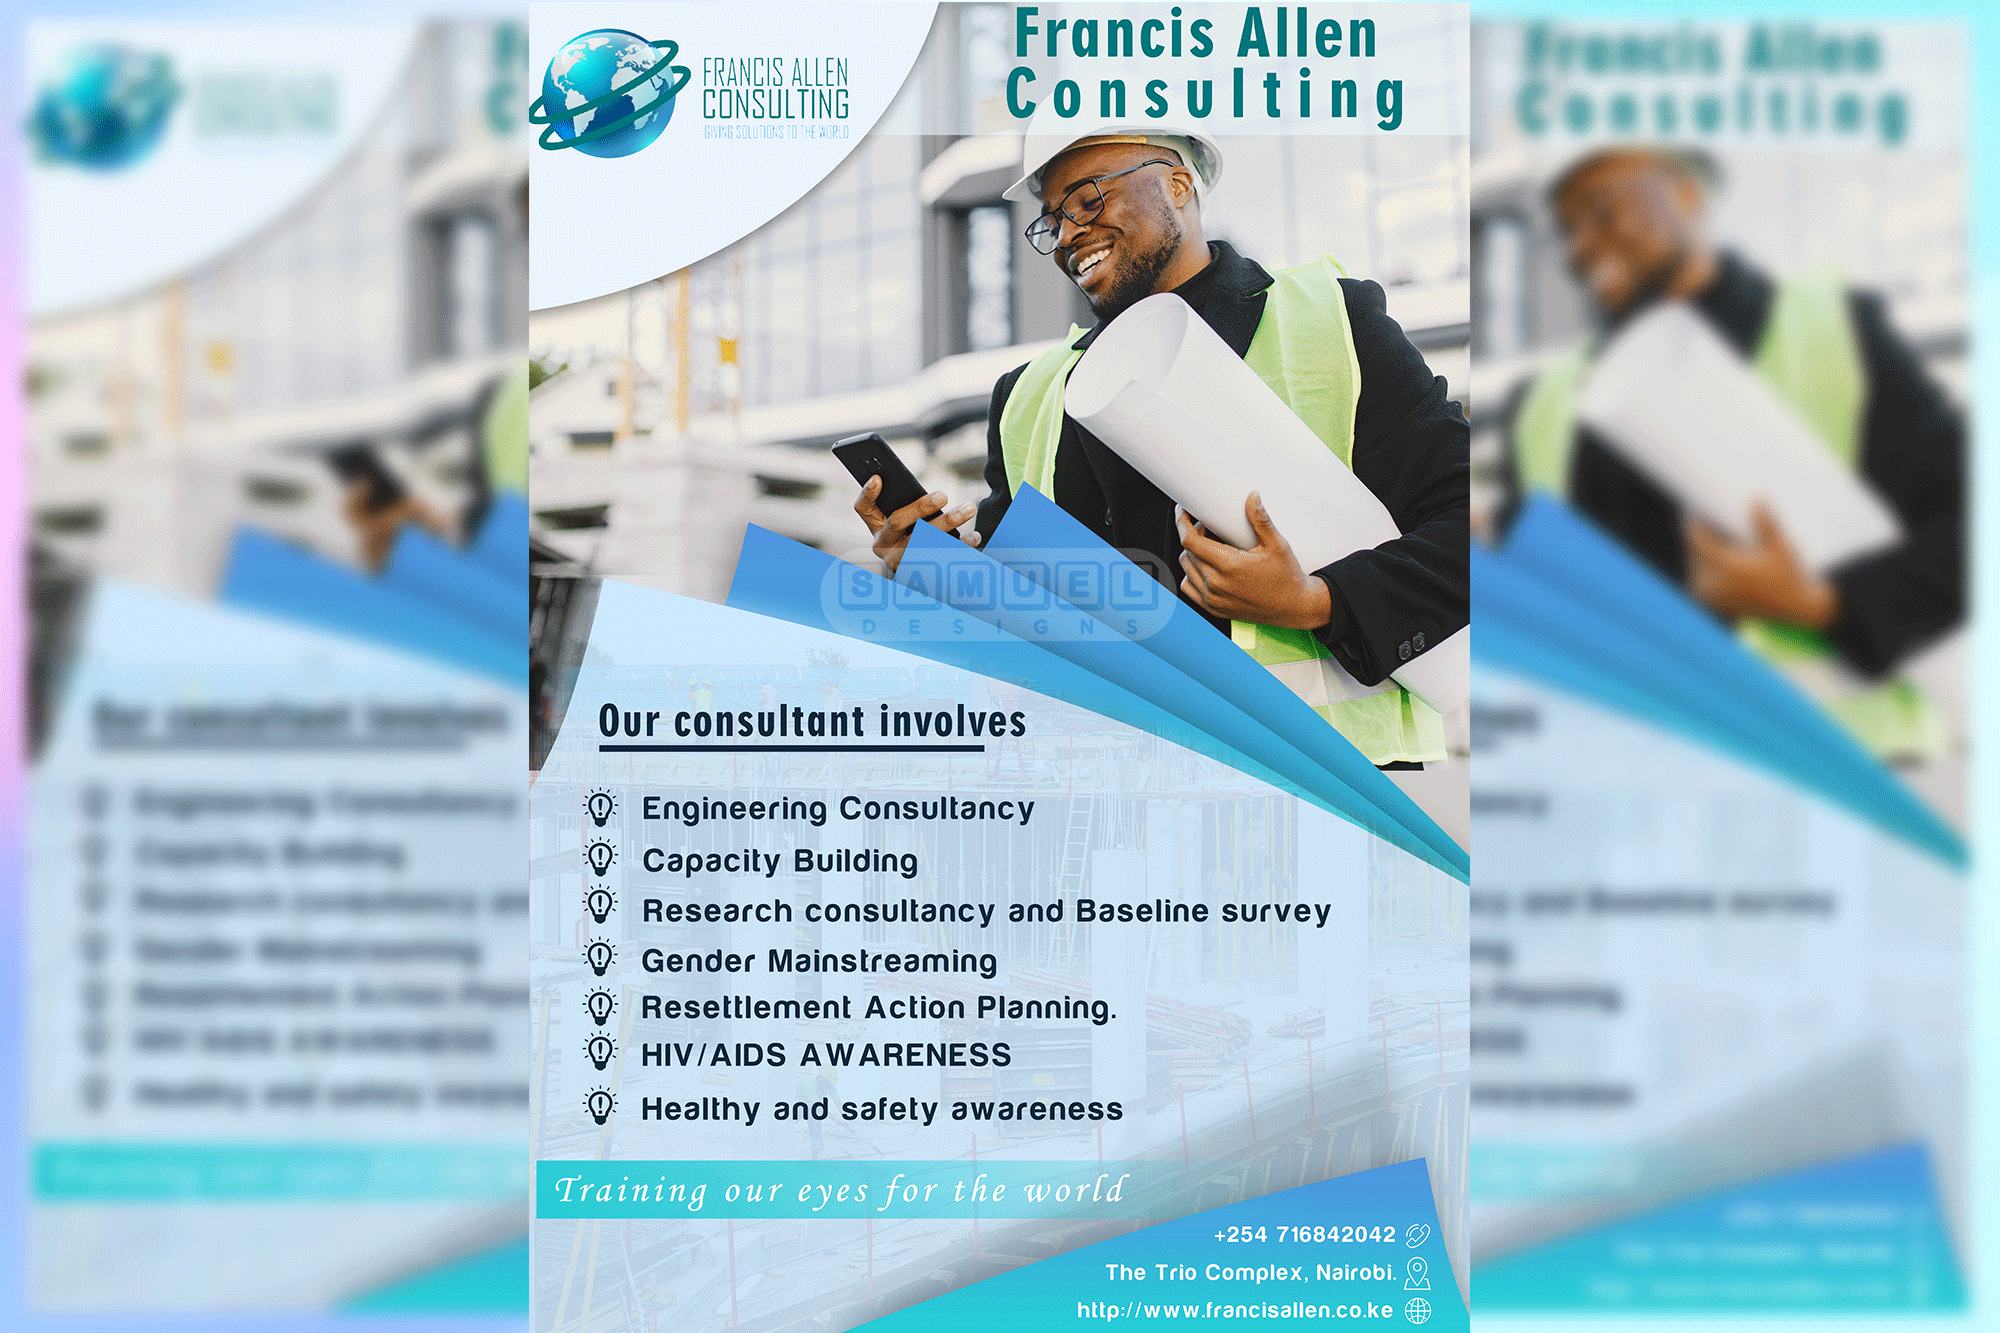 FRANCIS ALLEN
CONSULTING
GIVING SOLUTIONS TO THE WORLD
Francis Allen
Consulting
SAMUEL
DESIGNS
Our consultant involves
Engineering Consultancy
Capacity Building
Research consultancy and Baseline survey
Gender Mainstreaming
Resettlement Action Planning.
HIV/AIDS AWARENESS
Healthy and safety awareness
Training our eyes for the world
+254 716842042
The Trio Complex, Nairobi.
http://www.francisallen.co.ke